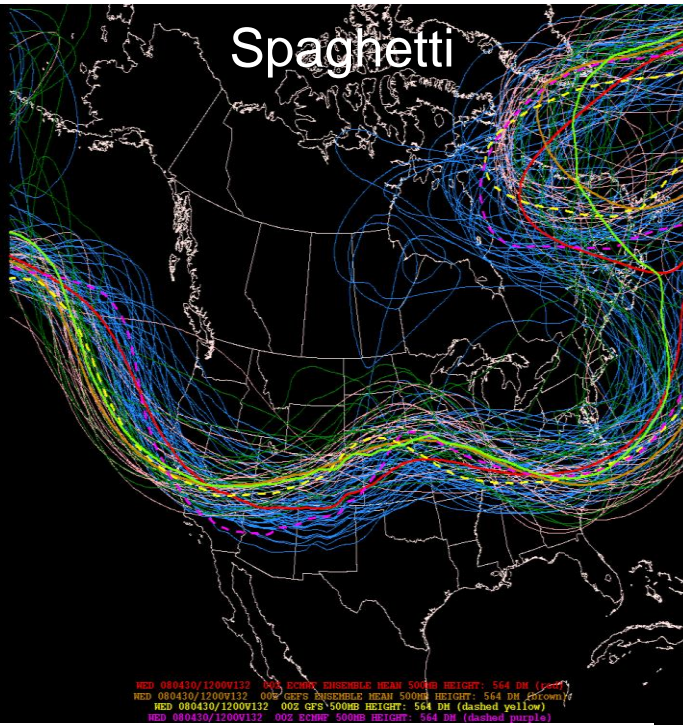 Spaghetti
WED 080430/1200V132 00Z ECMWF ENSEMBLE MEAN 500MB HEIGHT: 564 DM (red)
WED 080430/1200V132 00Z GEFS ENSEMBLE MEAN 500MB HEIGHT: 564 DM (brown)
WED 080430/1200V132 00Z GFS 500MB HEIGHT: 564 DM (dashed yellow)
WED 080430/1200V132 00Z ECMWF 500MB HEIGHT: 564 DM (dashed purple)